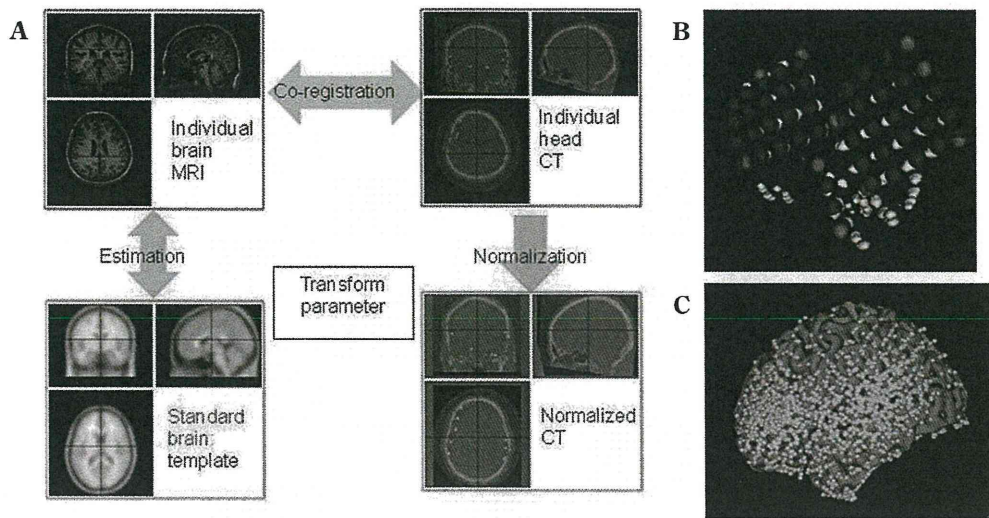 A
Co-registration
Individual
brain
MRI
Individual
head
CT
Estimation
Normalization
Transform
parameter
Standard
brain
template
Normalized
CT
B
C